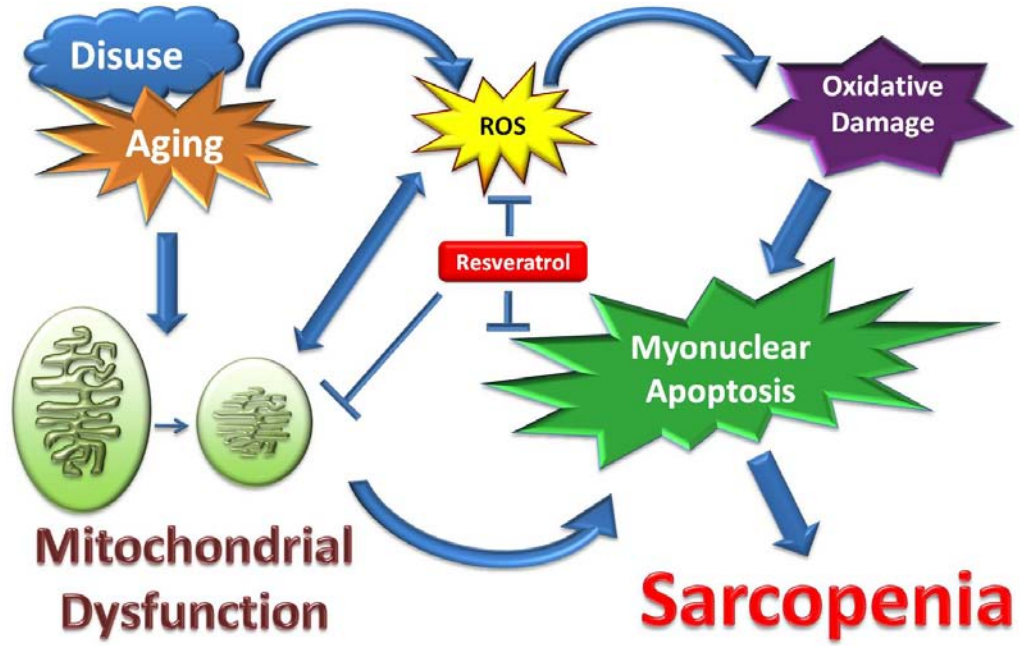 Disuse
Aging
ROS
Oxidative
Damage
Resveratrol
Myonuclear
Apoptosis
Mitochondrial
Dysfunction
Sarcopenia